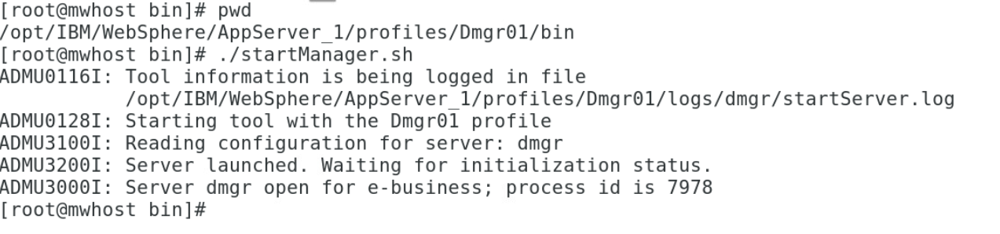 [root@mwhost bin]# pwd
/opt/IBM/WebSphere/AppServer_1/profiles/Dmgr01/bin
[root@mwhost bin]# ./startManager.sh
ADMU0116I: Tool information is being logged in file
           /opt/IBM/WebSphere/AppServer_1/profiles/Dmgr01/logs/dmgr/startServer.log
ADMU0128I: Starting tool with the Dmgr01 profile
ADMU3100I: Reading configuration for server: dmgr
ADMU3200I: Server launched. Waiting for initialization status.
ADMU3000I: Server dmgr open for e-business; process id is 7978
[root@mwhost bin]#